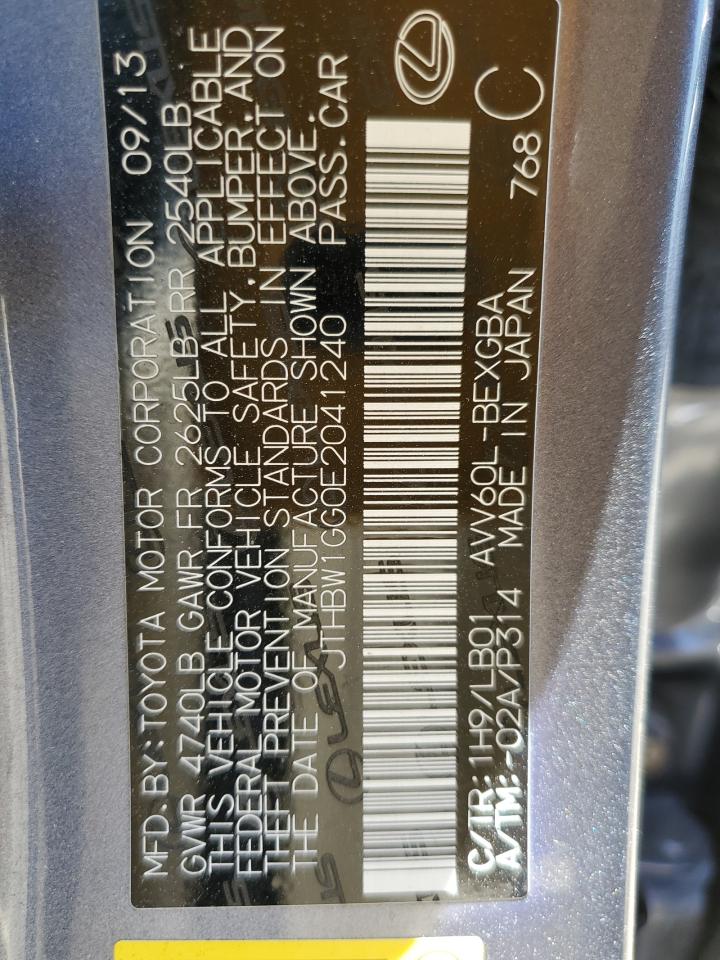 MFD.BY:TOYOTA MOTOR CORPORATION 09/13
GVWR 4740LB GAWR FR 2625LB RR 2540LB
THIS VEHICLE CONFORMS TO ALL APPLICABLE
FEDERAL MOTOR VEHICLE SAFETY,BUMPER,AND
THEFT PREVENTION STANDARDS IN EFFECT ON
THE DATE OF MANUFACTURE SHOWN ABOVE.
JTHBW1GG0E2041240 PASS.CAR
LEXUS
C/TR:1H9/LB01 AVV60L-BEXGBA
A/TM:-02A/P314 MADE IN JAPAN
768
C